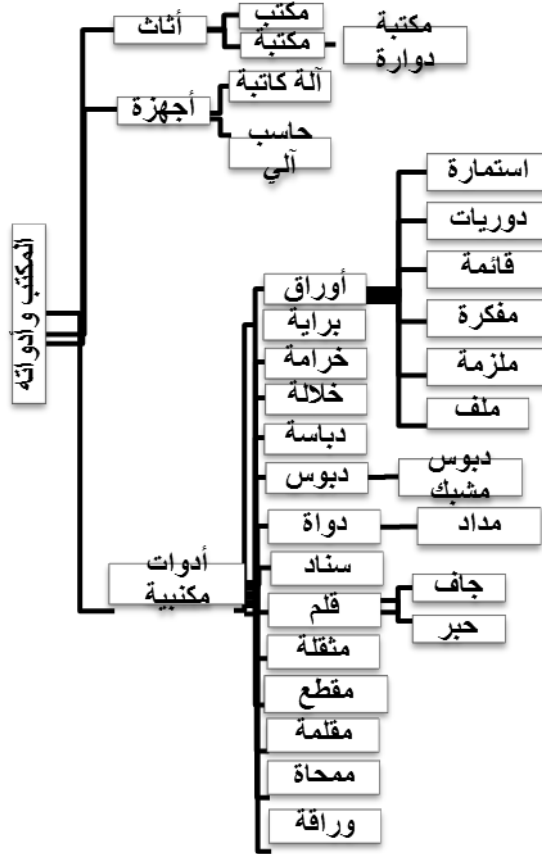 المكتب وأدواته
أثاث
مكتب
مكتبة
مكتبة
دوارة
أجهزة
آلة كاتبة
حاسب
آلي
أدوات
مكتبية
أوراق
استمارة
دوريات
قائمة
مفكرة
ملزمة
ملف
براية
خرامة
خلالة
دباسة
دبوس
دبوس
مشبك
دواة
مداد
سناد
قلم
جاف
حبر
مثقلة
مقطع
مقلمة
ممحاة
وراقة